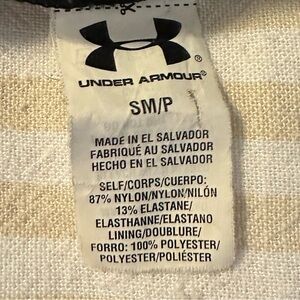 UNDER ARMOUR®
SM/P
MADE IN EL SALVADOR
FABRIQUÉ AU SALVADOR
HECHO EN EL SALVADOR
SELF/CORPS/CUERPO:
87% NYLON/NYLON/NILÓN
13% ELASTANE/
ELASTHANNE/ELASTANO
LINING/DOUBLURE/
FORRO: 100% POLYESTER/
POLYESTER/POLIÉSTER